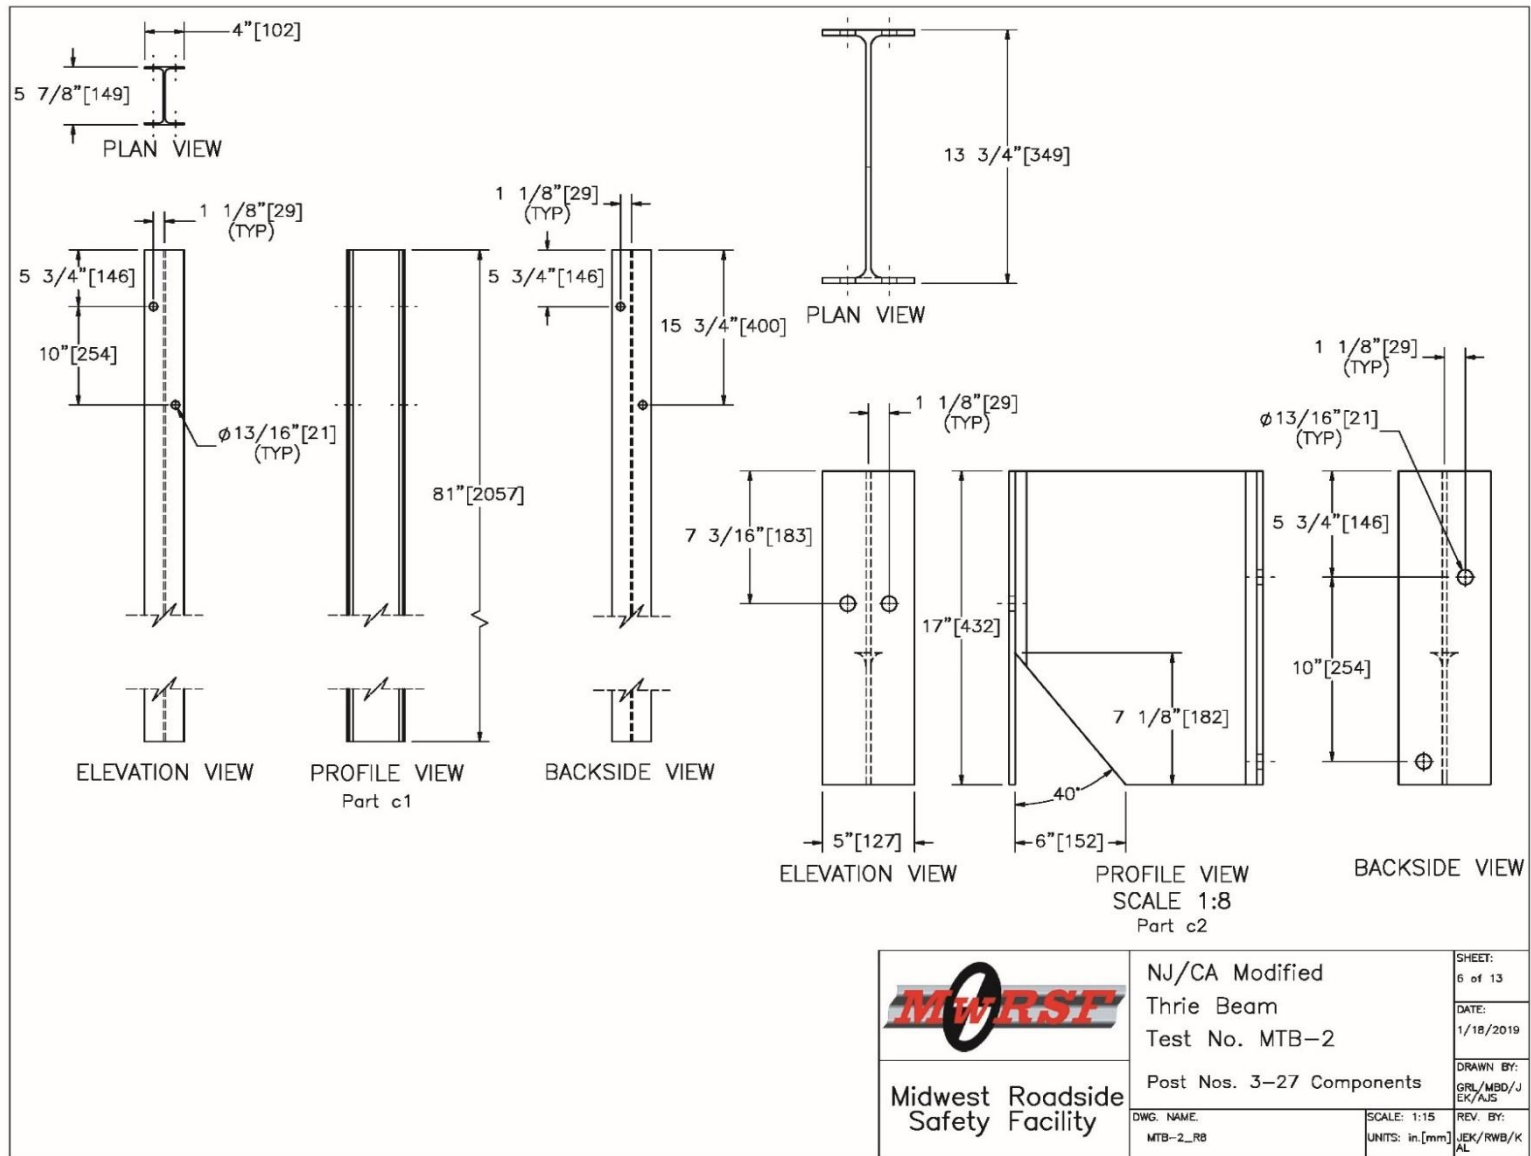 4"[102]
5 7/8"[149]
PLAN VIEW
13 3/4"[349]
PLAN VIEW
1 1/8"[29]
(TYP)
5 3/4"[146]
10"[254]
⌀13/16"[21]
(TYP)
ELEVATION VIEW
81"[2057]
PROFILE VIEW
Part c1
1 1/8"[29]
(TYP)
5 3/4"[146]
15 3/4"[400]
BACKSIDE VIEW
1 1/8"[29]
(TYP)
7 3/16"[183]
5"[127]
ELEVATION VIEW
17"[432]
7 1/8"[182]
40°
6"[152]
PROFILE VIEW
SCALE 1:8
Part c2
1 1/8"[29]
(TYP)
⌀13/16"[21]
(TYP)
5 3/4"[146]
10"[254]
BACKSIDE VIEW
MwRSF
Midwest Roadside
Safety Facility
NJ/CA Modified
Thrie Beam
Test No. MTB-2
Post Nos. 3-27 Components
DWG. NAME.
MTB-2_R8
SCALE: 1:15
UNITS: in.[mm]
SHEET:
6 of 13
DATE:
1/18/2019
DRAWN BY:
GRL/MBD/J
EK/AJS
REV. BY:
JEK/RWB/K
AL